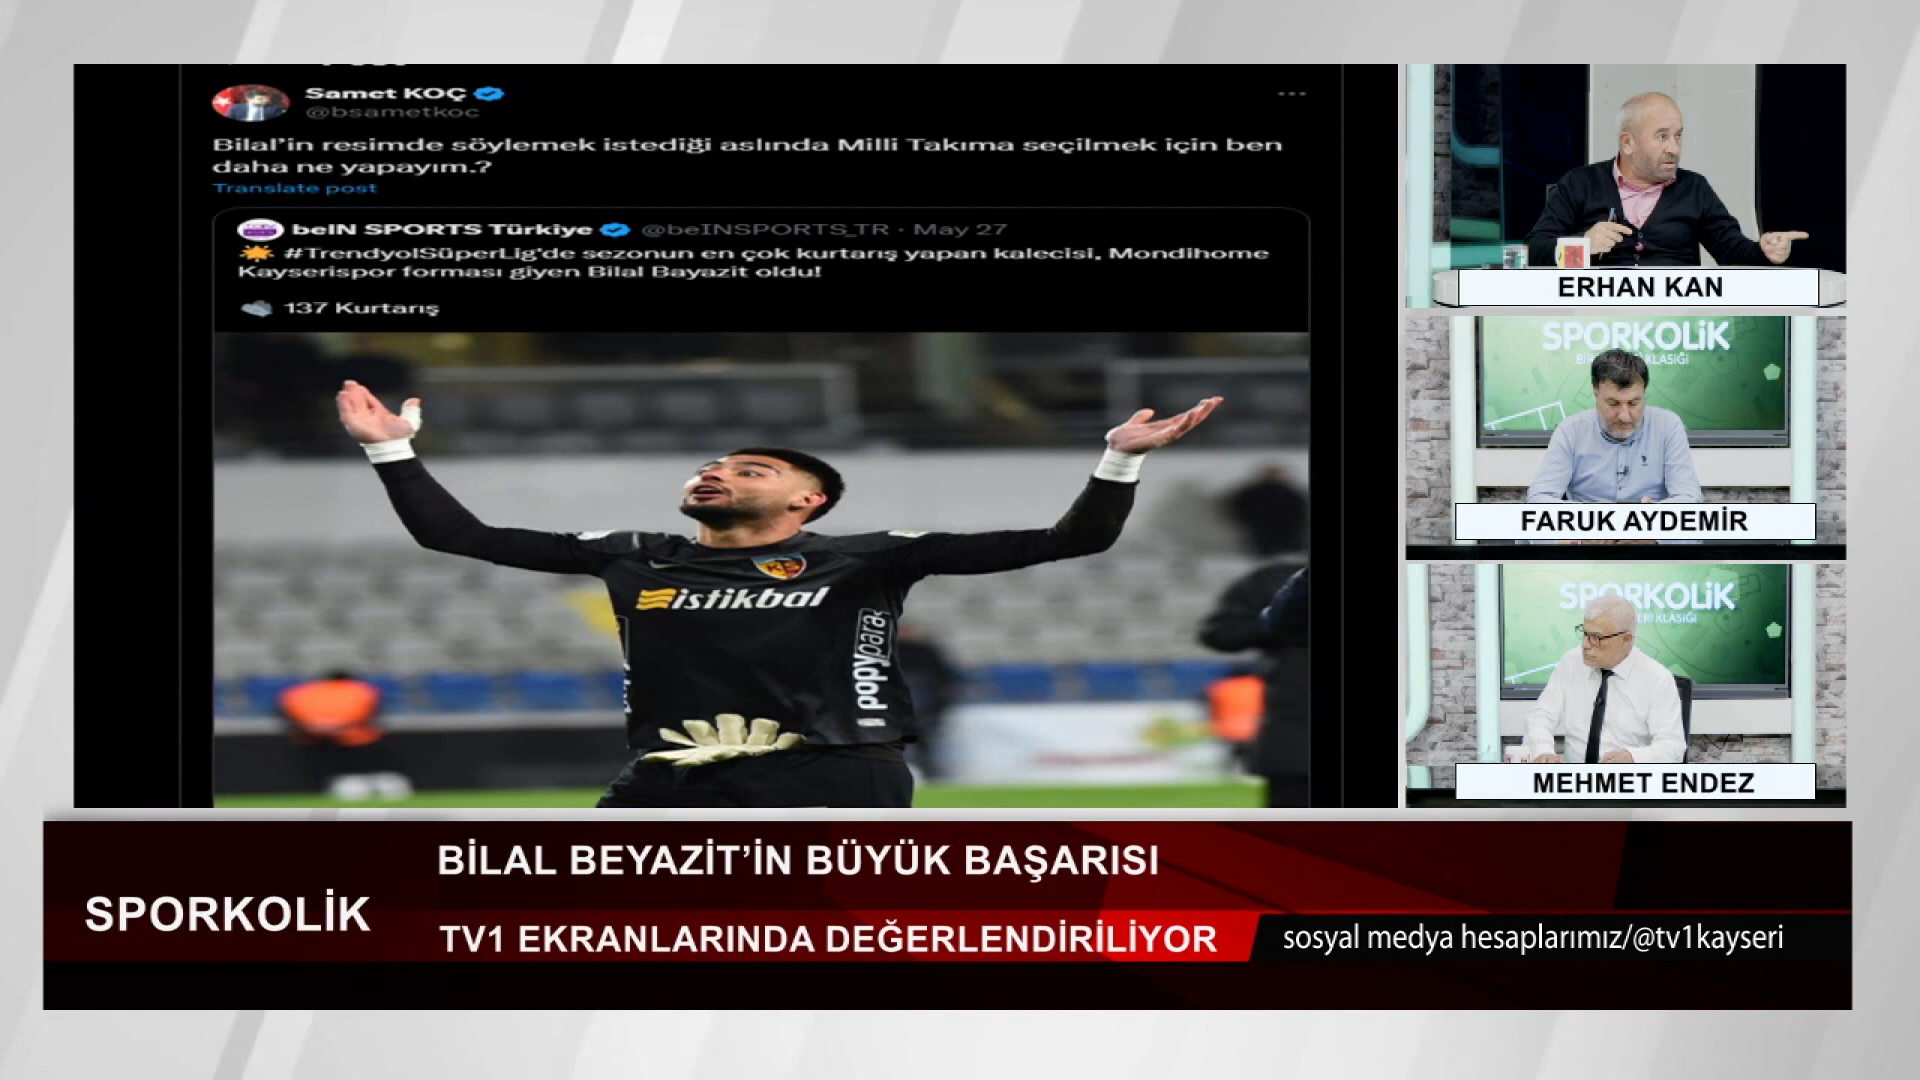 Samet KOÇ
@bsametkoc
Bilal'in resimde söylemek istediği aslında Milli Takıma seçilmek için ben
daha ne yapayım.?
Translate post
beIN SPORTS Türkiye @beINSPORTS_TR · May 27
#TrendyolSüperLig'de sezonun en çok kurtarış yapan kalecisi, Mondihome
Kayserispor forması giyen Bilal Bayazit oldu!
137 Kurtarış
istikbal
popypara
ERHAN KAN
SPORKOLİK
FARUK AYDEMİR
SPORKOLİK
MEHMET ENDEZ
SPORKOLİK
BİLAL BEYAZİT’İN BÜYÜK BAŞARISI
TV1 EKRANLARINDA DEĞERLENDİRİLİYOR
sosyal medya hesaplarımız/@tv1kayseri